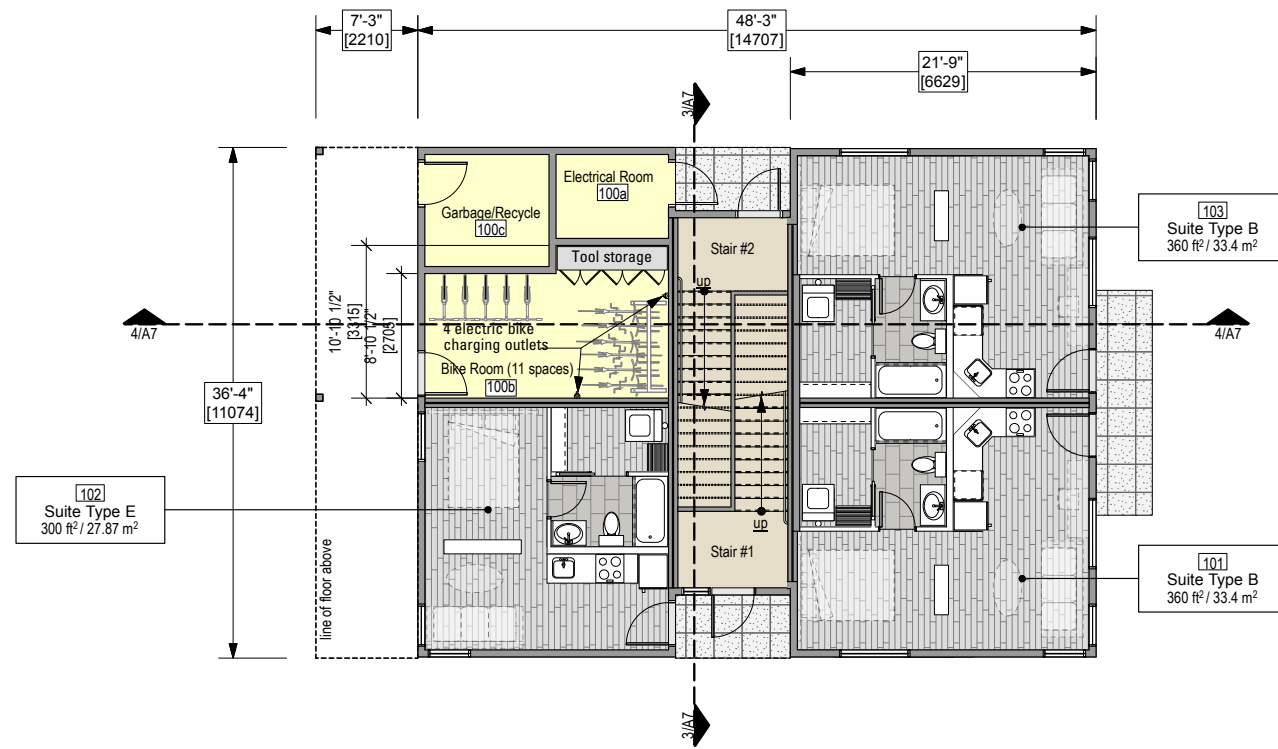 7'-3"
[2210]
48'-3"
[14707]
21'-9"
[6629]
3/A7
Electrical Room
100a
Garbage/Recycle
100c
Tool storage
Stair #2
up
103
Suite Type B
360 ft² / 33.4 m²
4/A7
4/A7
10'-10 1/2"
[3315]
8'-10 1/2"
[2705]
4 electric bike
charging outlets
Bike Room (11 spaces)
100b
36'-4"
[11074]
102
Suite Type E
300 ft² / 27.87 m²
up
Stair #1
101
Suite Type B
360 ft² / 33.4 m²
line of floor above
3/A7